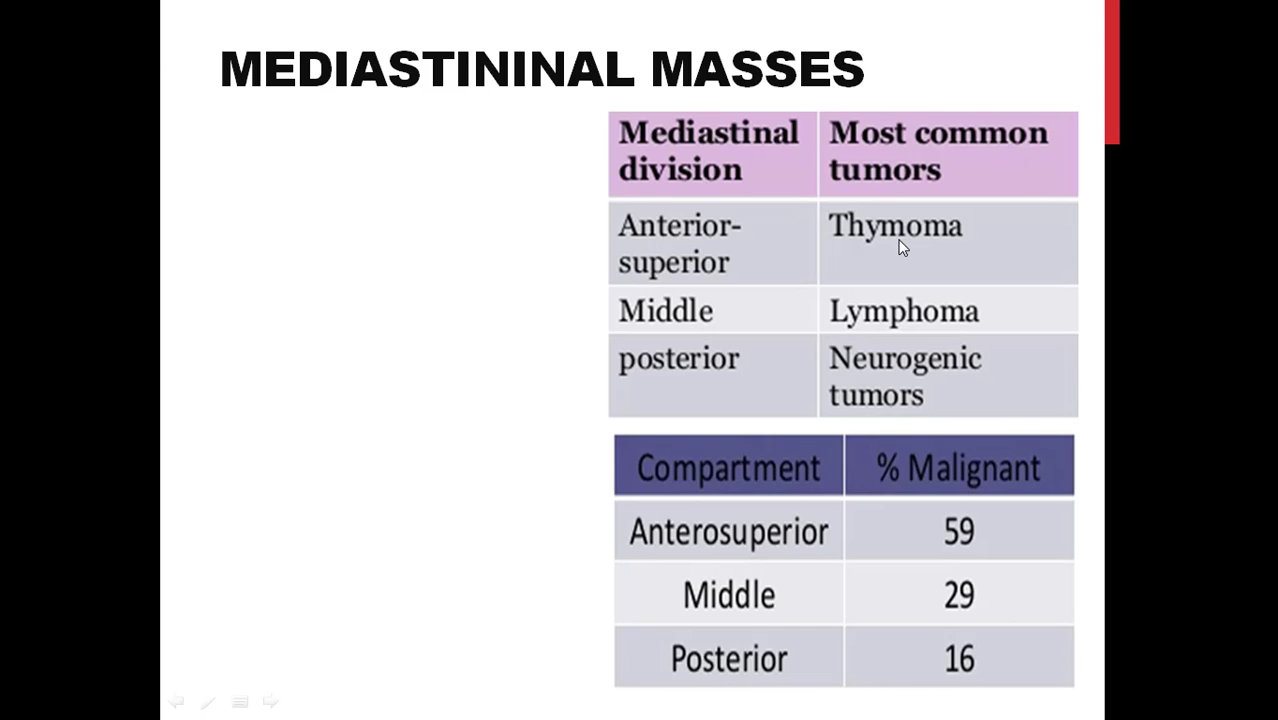 MEDIASTININAL MASSES
Mediastinal division Most common tumors
Anterior-superior Thymoma
Middle Lymphoma
posterior Neurogenic tumors
Compartment % Malignant
Anterosuperior 59
Middle 29
Posterior 16